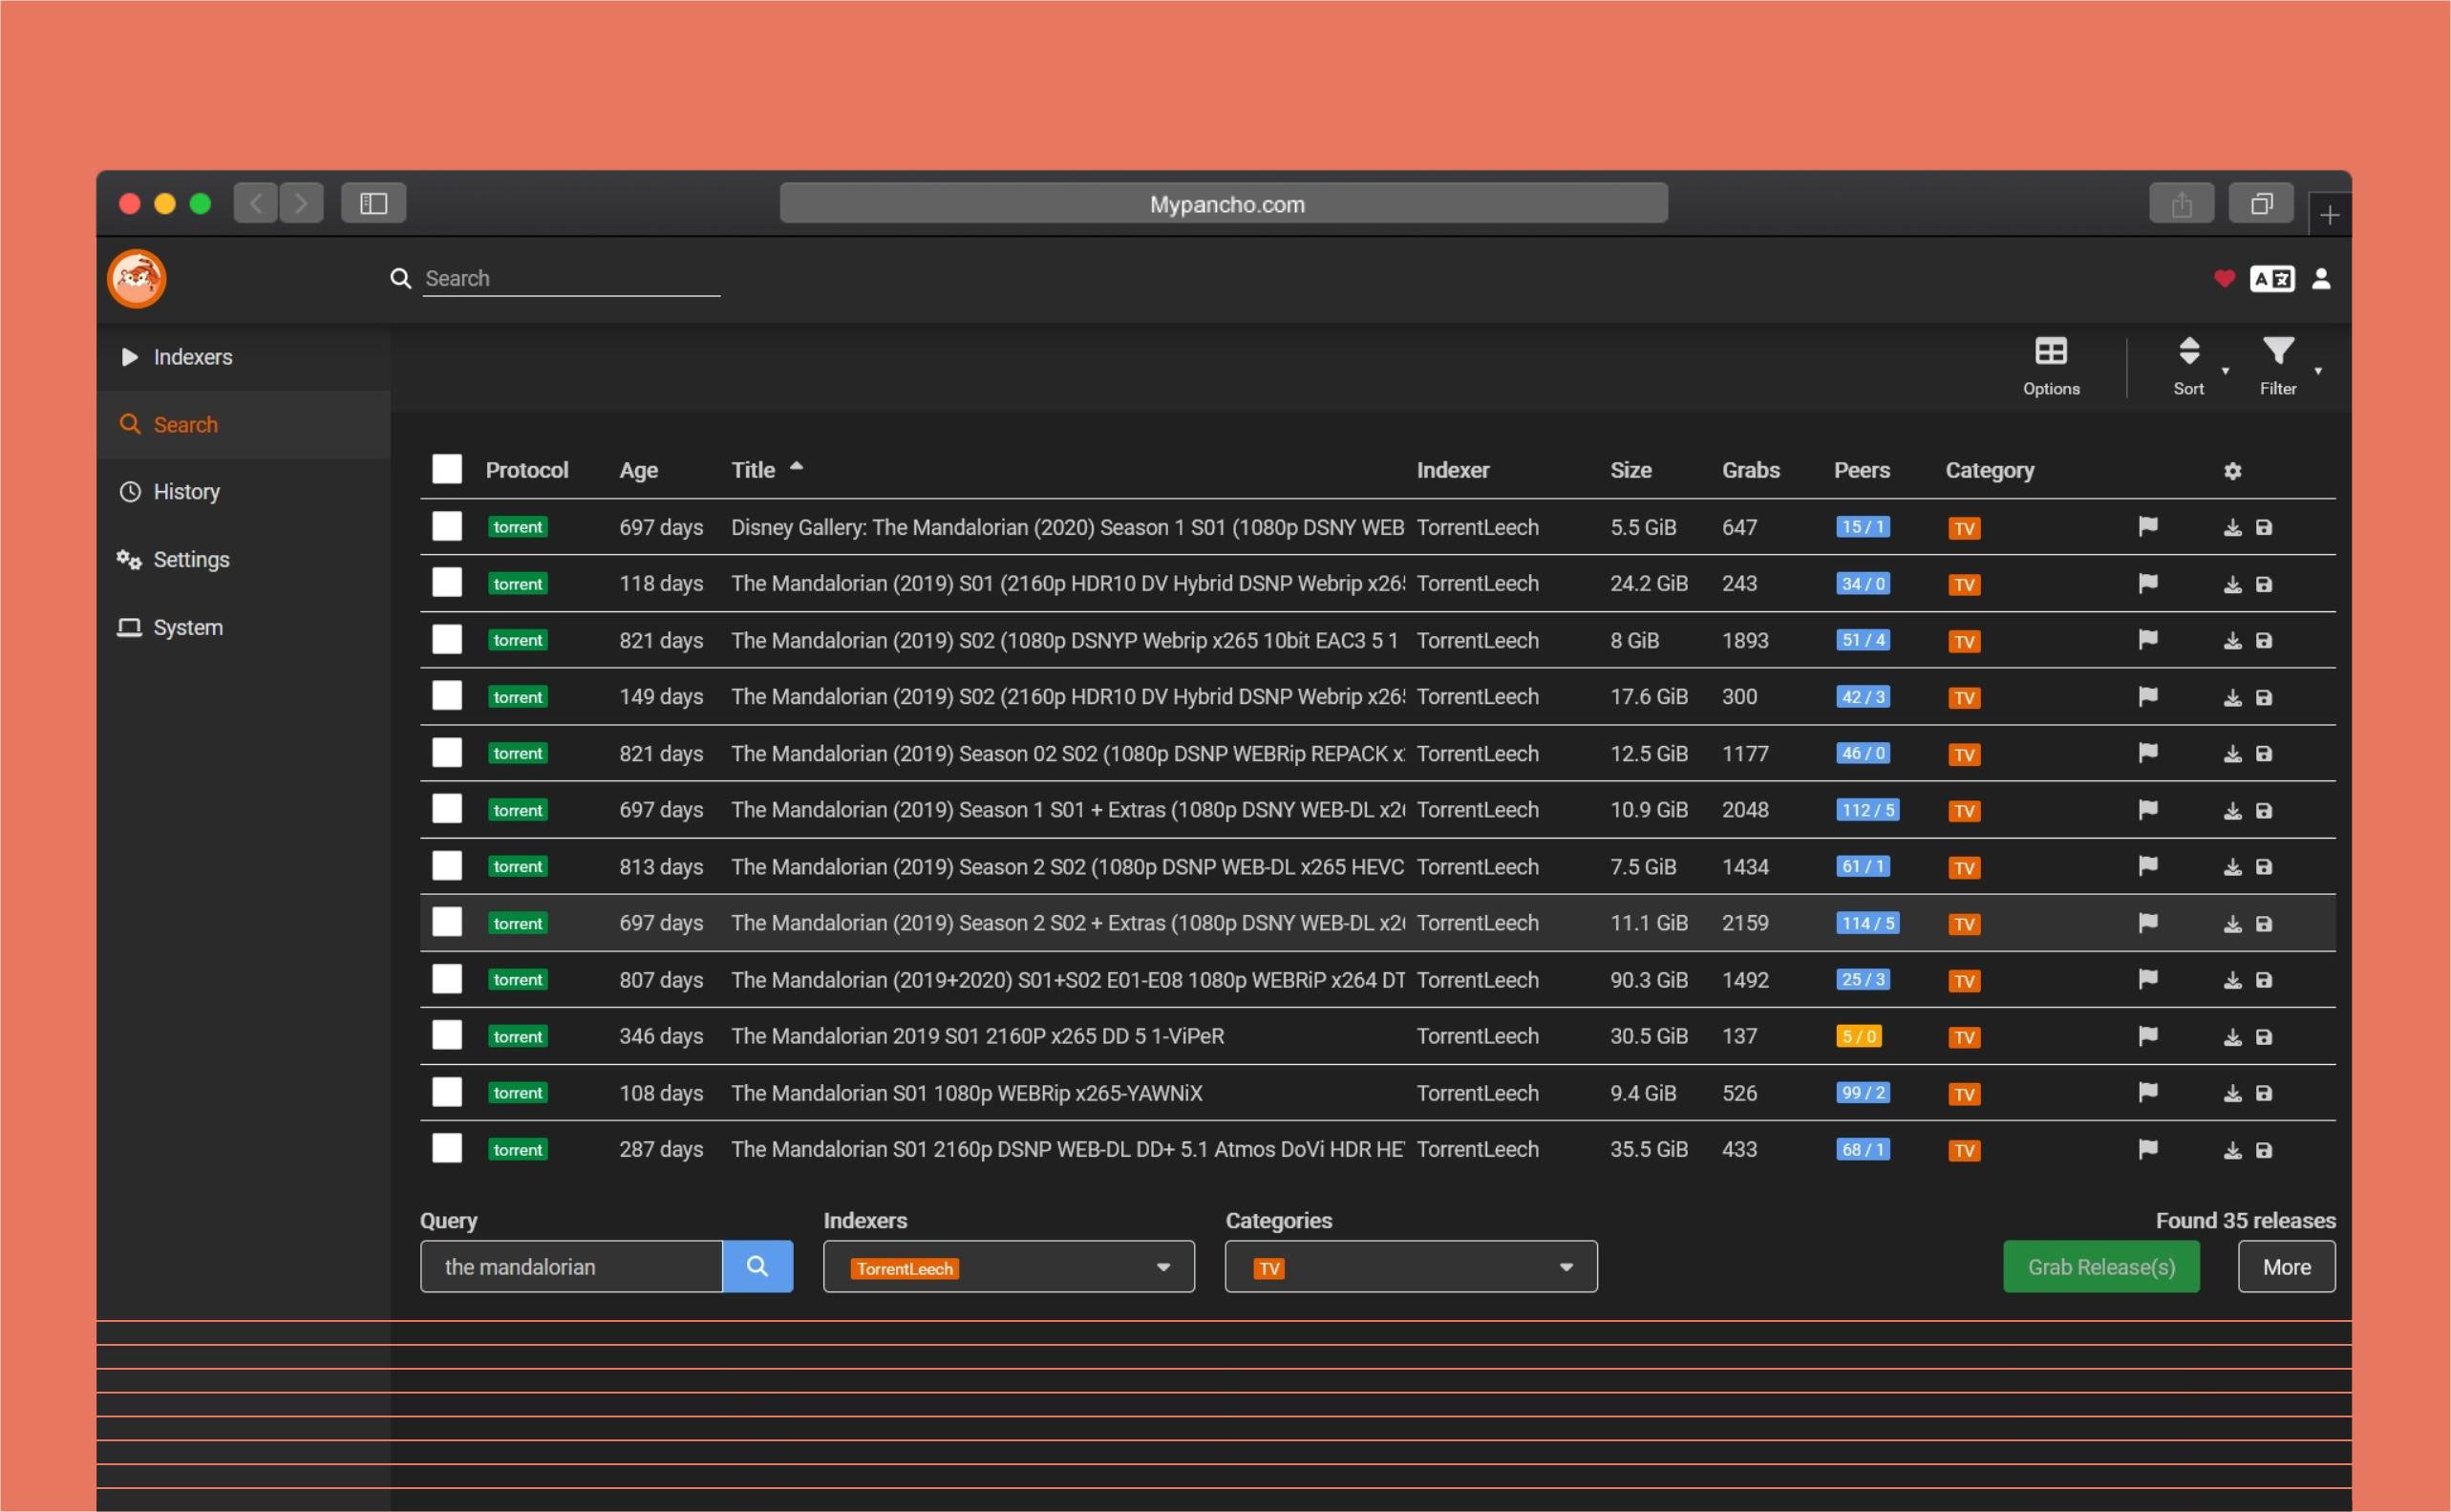 Mypancho.com
Search
Indexers
Search
History
Settings
System
Options Sort Filter
Protocol Age Title Indexer Size Grabs Peers Category
torrent 697 days Disney Gallery: The Mandalorian (2020) Season 1 S01 (1080p DSNY WEB TorrentLeech 5.5 GiB 647 15 / 1 TV
torrent 118 days The Mandalorian (2019) S01 (2160p HDR10 DV Hybrid DSNP Webrip x265 TorrentLeech 24.2 GiB 243 34 / 0 TV
torrent 821 days The Mandalorian (2019) S02 (1080p DSNYP Webrip x265 10bit EAC3 5 1 TorrentLeech 8 GiB 1893 51 / 4 TV
torrent 149 days The Mandalorian (2019) S02 (2160p HDR10 DV Hybrid DSNP Webrip x265 TorrentLeech 17.6 GiB 300 42 / 3 TV
torrent 821 days The Mandalorian (2019) Season 02 S02 (1080p DSNP WEBRip REPACK x TorrentLeech 12.5 GiB 1177 46 / 0 TV
torrent 697 days The Mandalorian (2019) Season 1 S01 + Extras (1080p DSNY WEB-DL x2 TorrentLeech 10.9 GiB 2048 112 / 5 TV
torrent 813 days The Mandalorian (2019) Season 2 S02 (1080p DSNP WEB-DL x265 HEVC TorrentLeech 7.5 GiB 1434 61 / 1 TV
torrent 697 days The Mandalorian (2019) Season 2 S02 + Extras (1080p DSNY WEB-DL x2 TorrentLeech 11.1 GiB 2159 114 / 5 TV
torrent 807 days The Mandalorian (2019+2020) S01+S02 E01-E08 1080p WEBRiP x264 DT TorrentLeech 90.3 GiB 1492 25 / 3 TV
torrent 346 days The Mandalorian 2019 S01 2160P x265 DD 5 1-ViPeR TorrentLeech 30.5 GiB 137 5 / 0 TV
torrent 108 days The Mandalorian S01 1080p WEBRip x265-YAWNiX TorrentLeech 9.4 GiB 526 99 / 2 TV
torrent 287 days The Mandalorian S01 2160p DSNP WEB-DL DD+ 5.1 Atmos DoVi HDR HE TorrentLeech 35.5 GiB 433 68 / 1 TV
Query Indexers Categories Found 35 releases
the mandalorian TorrentLeech TV Grab Release(s) More